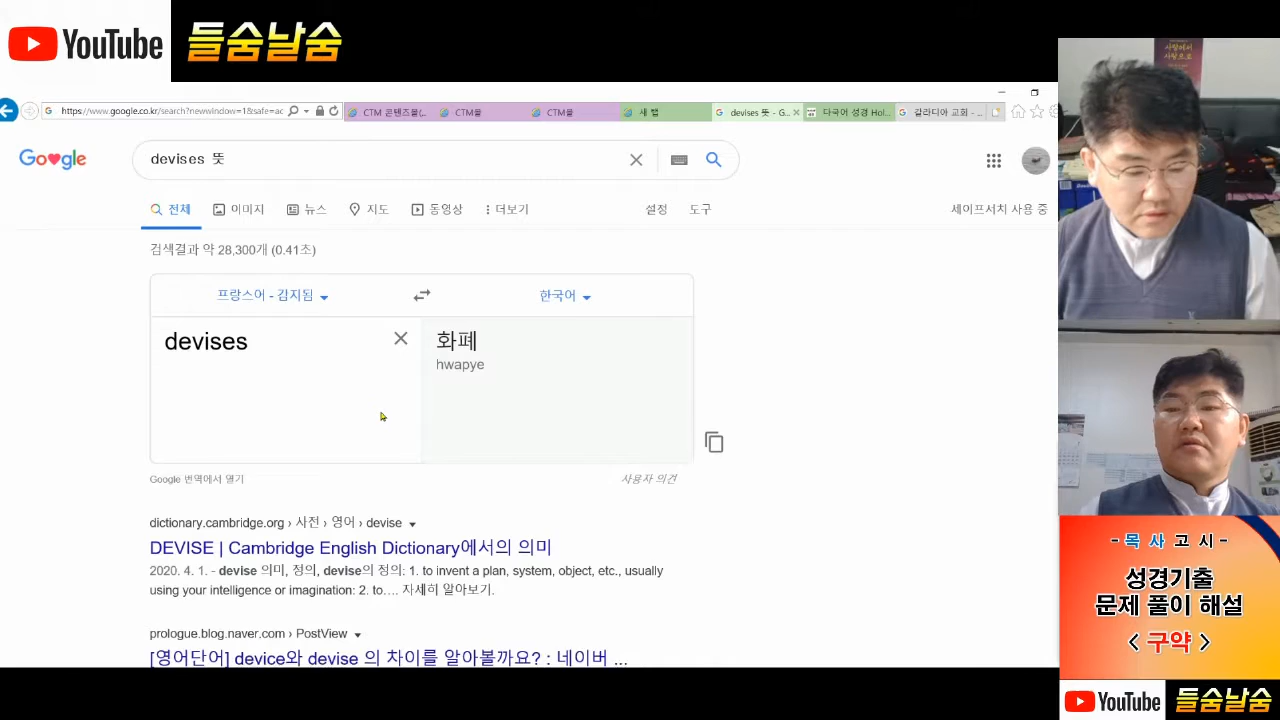 YouTube 들숨날숨
https://www.google.co.kr/search?newwindow=1&safe=ac
CTM 콘텐츠몰(,..
CTM몰
CTM몰
새 탭
devises 뜻 - G...
다국어 성경 Hol...
갈라디아 교회 - ...
Google
devises 뜻
전체
이미지
뉴스
지도
동영상
더보기
설정
도구
세이프서치 사용 중
검색결과 약 28,300개 (0.41초)
프랑스어 - 감지됨
한국어
devises
화폐
hwapye
Google 번역에서 열기
사용자 의견
dictionary.cambridge.org › 사전 › 영어 › devise
DEVISE | Cambridge English Dictionary에서의 의미
2020. 4. 1. - devise 의미, 정의, devise의 정의: 1. to invent a plan, system, object, etc., usually
using your intelligence or imagination: 2. to…. 자세히 알아보기.
prologue.blog.naver.com › PostView
[영어단어] device와 devise 의 차이를 알아볼까요? : 네이버 ...
사랑에서
사랑으로
- 목 사 고 시 -
성경기출
문제 풀이 해설
< 구약 >
YouTube 들숨날숨